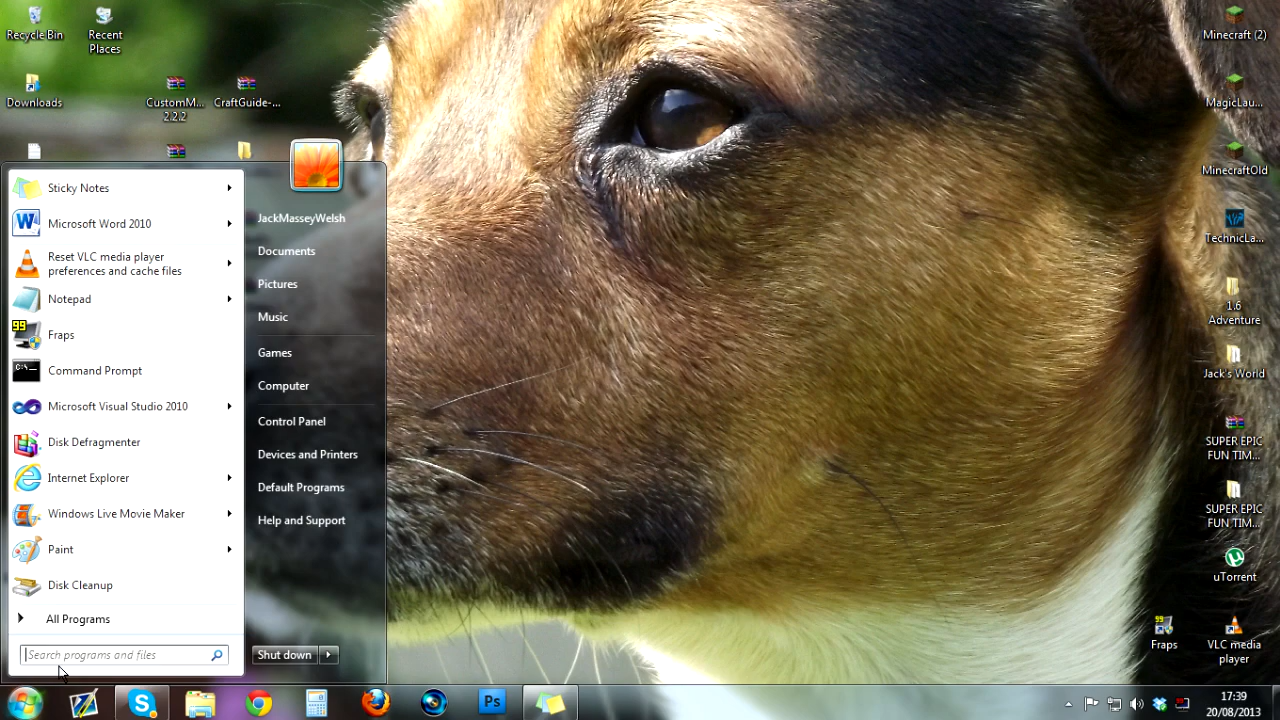 Recycle Bin
Recent
Places
Downloads
CustomM...
2.2.2
CraftGuide-...
Sticky Notes
Microsoft Word 2010
Reset VLC media player
preferences and cache files
Notepad
99
Fraps
C:\
Command Prompt
Microsoft Visual Studio 2010
Disk Defragmenter
Internet Explorer
Windows Live Movie Maker
Paint
Disk Cleanup
All Programs
Search programs and files
JackMasseyWelsh
Documents
Pictures
Music
Games
Computer
Control Panel
Devices and Printers
Default Programs
Help and Support
Shut down
Minecraft (2)
MagicLau...
MinecraftOld
TechnicLa...
1.6
Adventure
Jack's World
SUPER EPIC
FUN TIM...
SUPER EPIC
FUN TIM...
uTorrent
99
Fraps
VLC media
player
Ps
17:39
20/08/2013